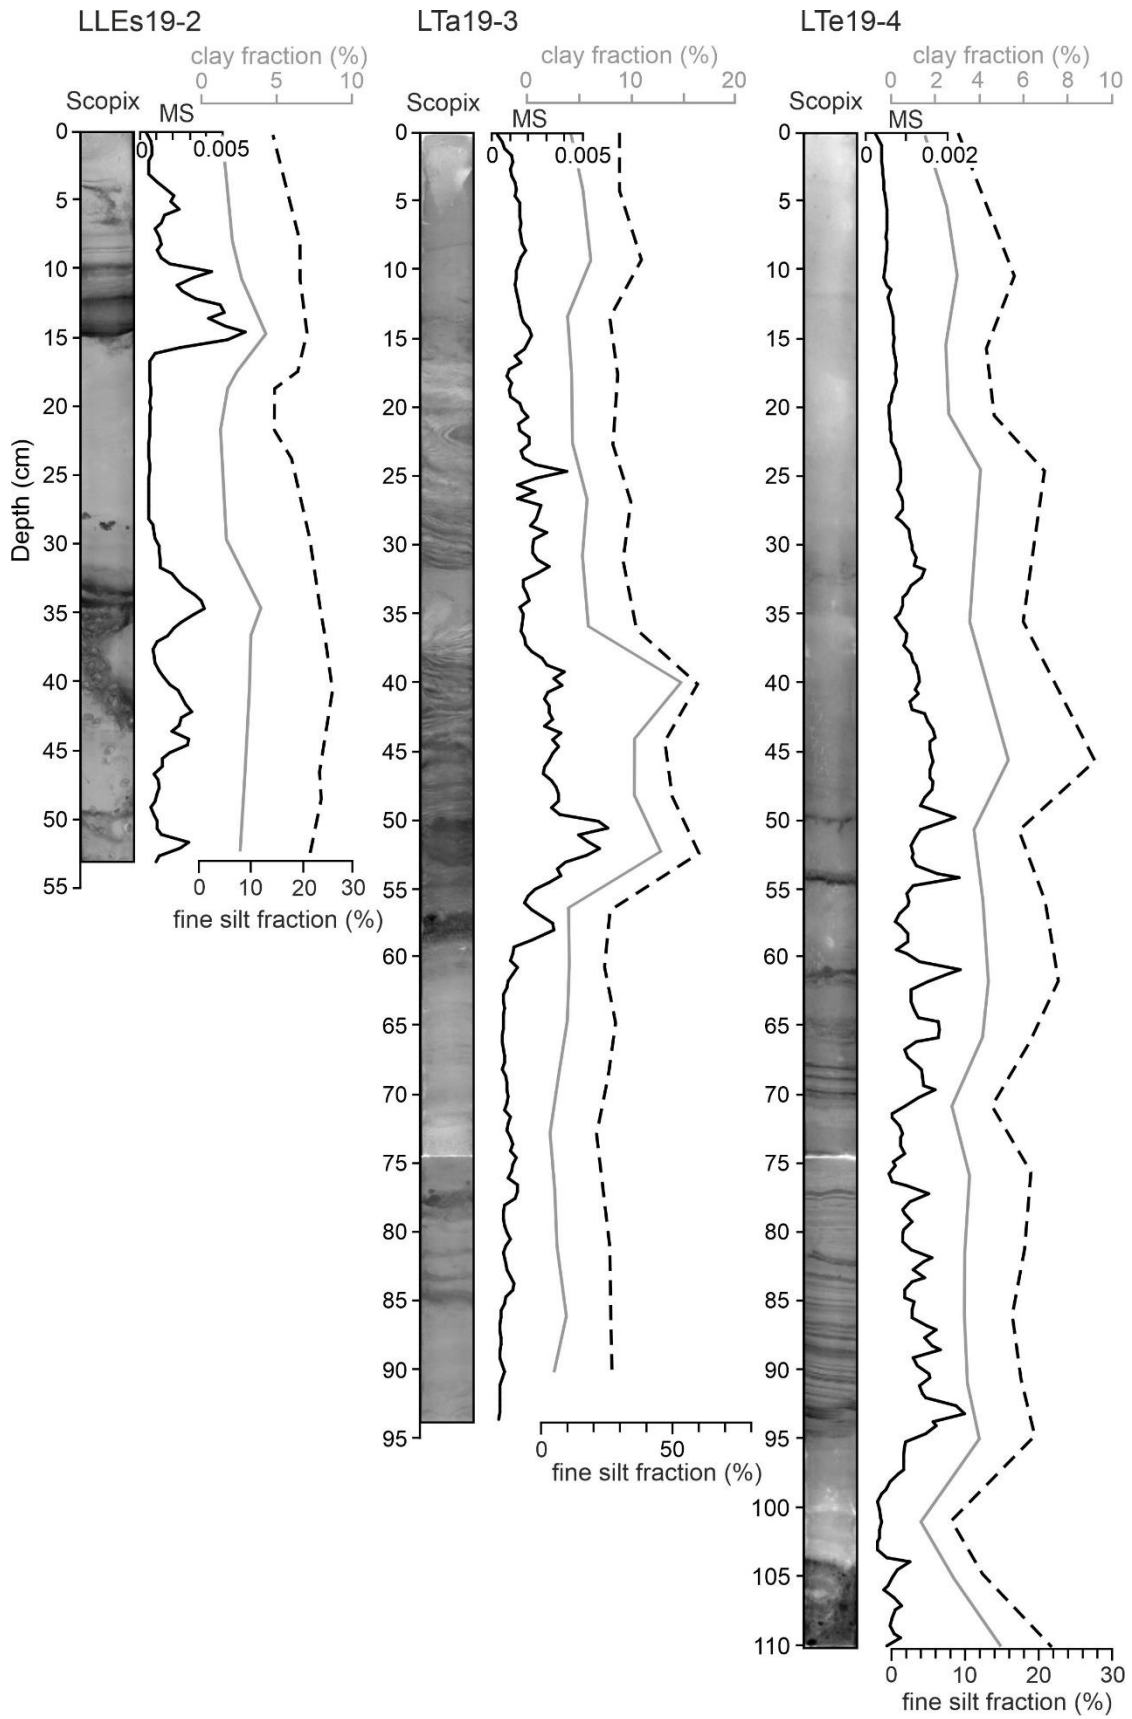 LLEs19-2
LTa19-3
LTe19-4
clay fraction (%)
0 5 10
Scopix
MS
0 0.005
0
5
10
15
20
25
30
35
40
45
50
55
Depth (cm)
0 10 20 30
fine silt fraction (%)
clay fraction (%)
0 10 20
Scopix
MS
0 0.005
0
5
10
15
20
25
30
35
40
45
50
55
60
65
70
75
80
85
90
95
0 50
fine silt fraction (%)
clay fraction (%)
0 2 4 6 8 10
Scopix
MS
0 0.002
0
5
10
15
20
25
30
35
40
45
50
55
60
65
70
75
80
85
90
95
100
105
110
0 10 20 30
fine silt fraction (%)